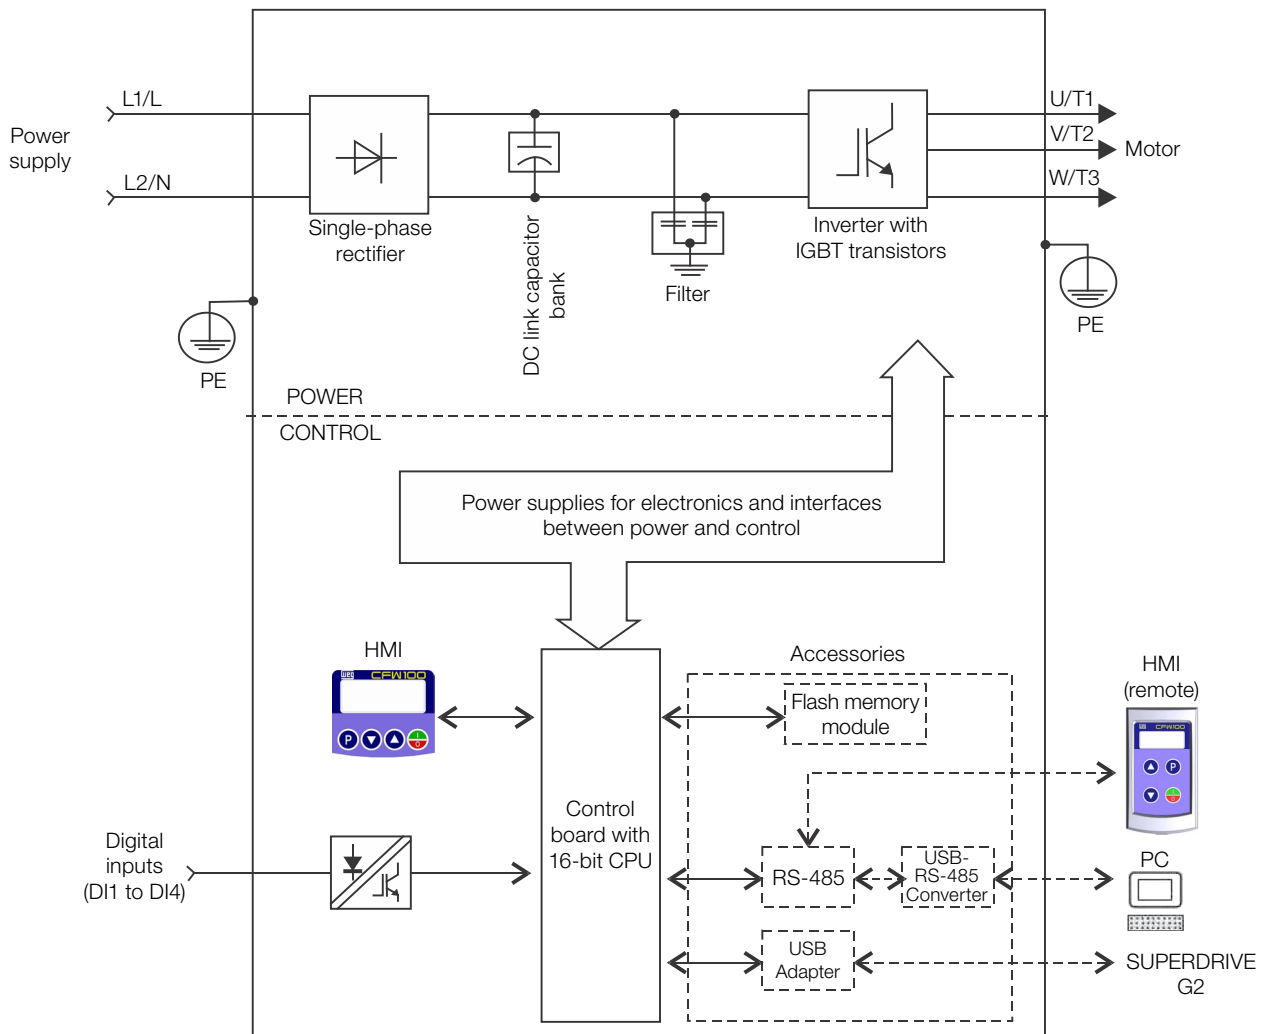 L1/L
Power
supply
L2/N
Single-phase
rectifier
DC link capacitor
bank
Filter
Inverter with
IGBT transistors
U/T1
V/T2
Motor
W/T3
PE
PE
POWER
CONTROL
Power supplies for electronics and interfaces
between power and control
HMI
weg CFW100
P
Accessories
Flash memory
module
HMI
(remote)
CFW100
P
Control
board with
16-bit CPU
Digital
inputs
(DI1 to DI4)
RS-485
USB-
RS-485
Converter
PC
USB
Adapter
SUPERDRIVE
G2